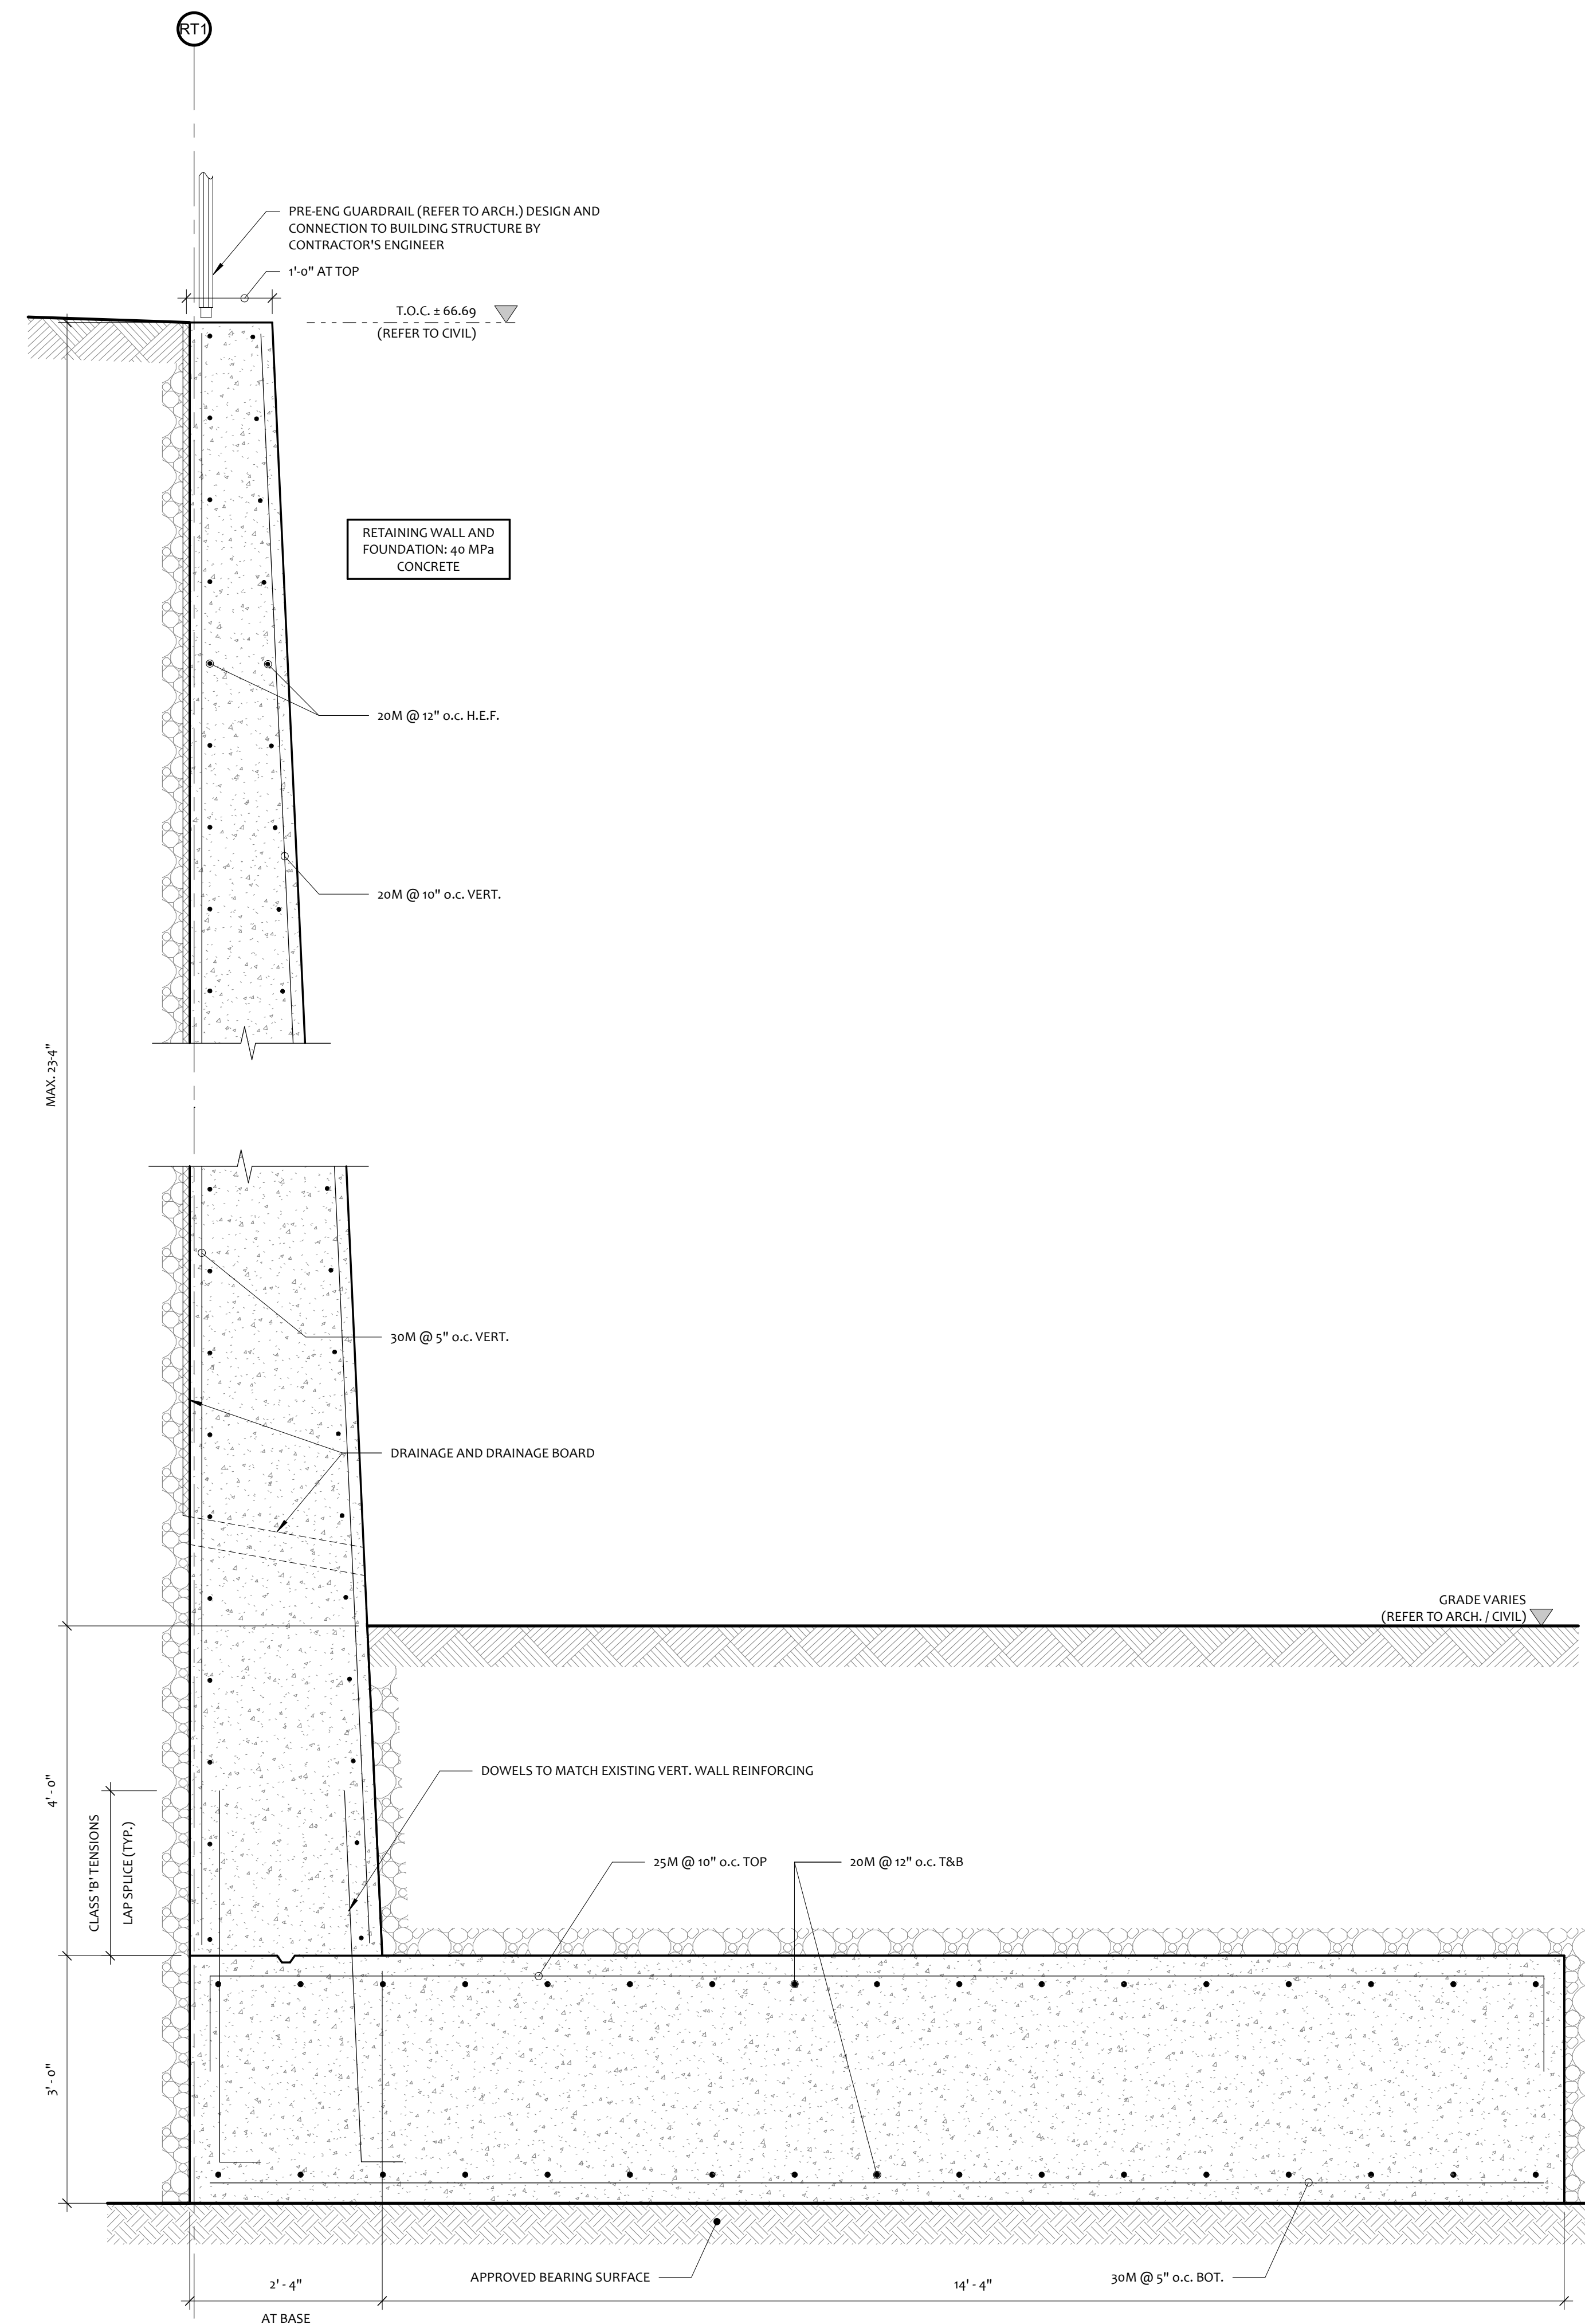 RT1
PRE-ENG GUARDRAIL (REFER TO ARCH.) DESIGN AND
CONNECTION TO BUILDING STRUCTURE BY
CONTRACTOR'S ENGINEER
1'-0" AT TOP
T.O.C. ± 66.69
(REFER TO CIVIL)
RETAINING WALL AND
FOUNDATION: 40 MPa
CONCRETE
20M @ 12" o.c. H.E.F.
20M @ 10" o.c. VERT.
MAX. 23-4"
30M @ 5" o.c. VERT.
DRAINAGE AND DRAINAGE BOARD
GRADE VARIES
(REFER TO ARCH. / CIVIL)
4' - 0"
DOWELS TO MATCH EXISTING VERT. WALL REINFORCING
CLASS 'B' TENSIONS
LAP SPLICE (TYP.)
25M @ 10" o.c. TOP
20M @ 12" o.c. T&B
3' - 0"
APPROVED BEARING SURFACE
30M @ 5" o.c. BOT.
2' - 4"
AT BASE
14' - 4"